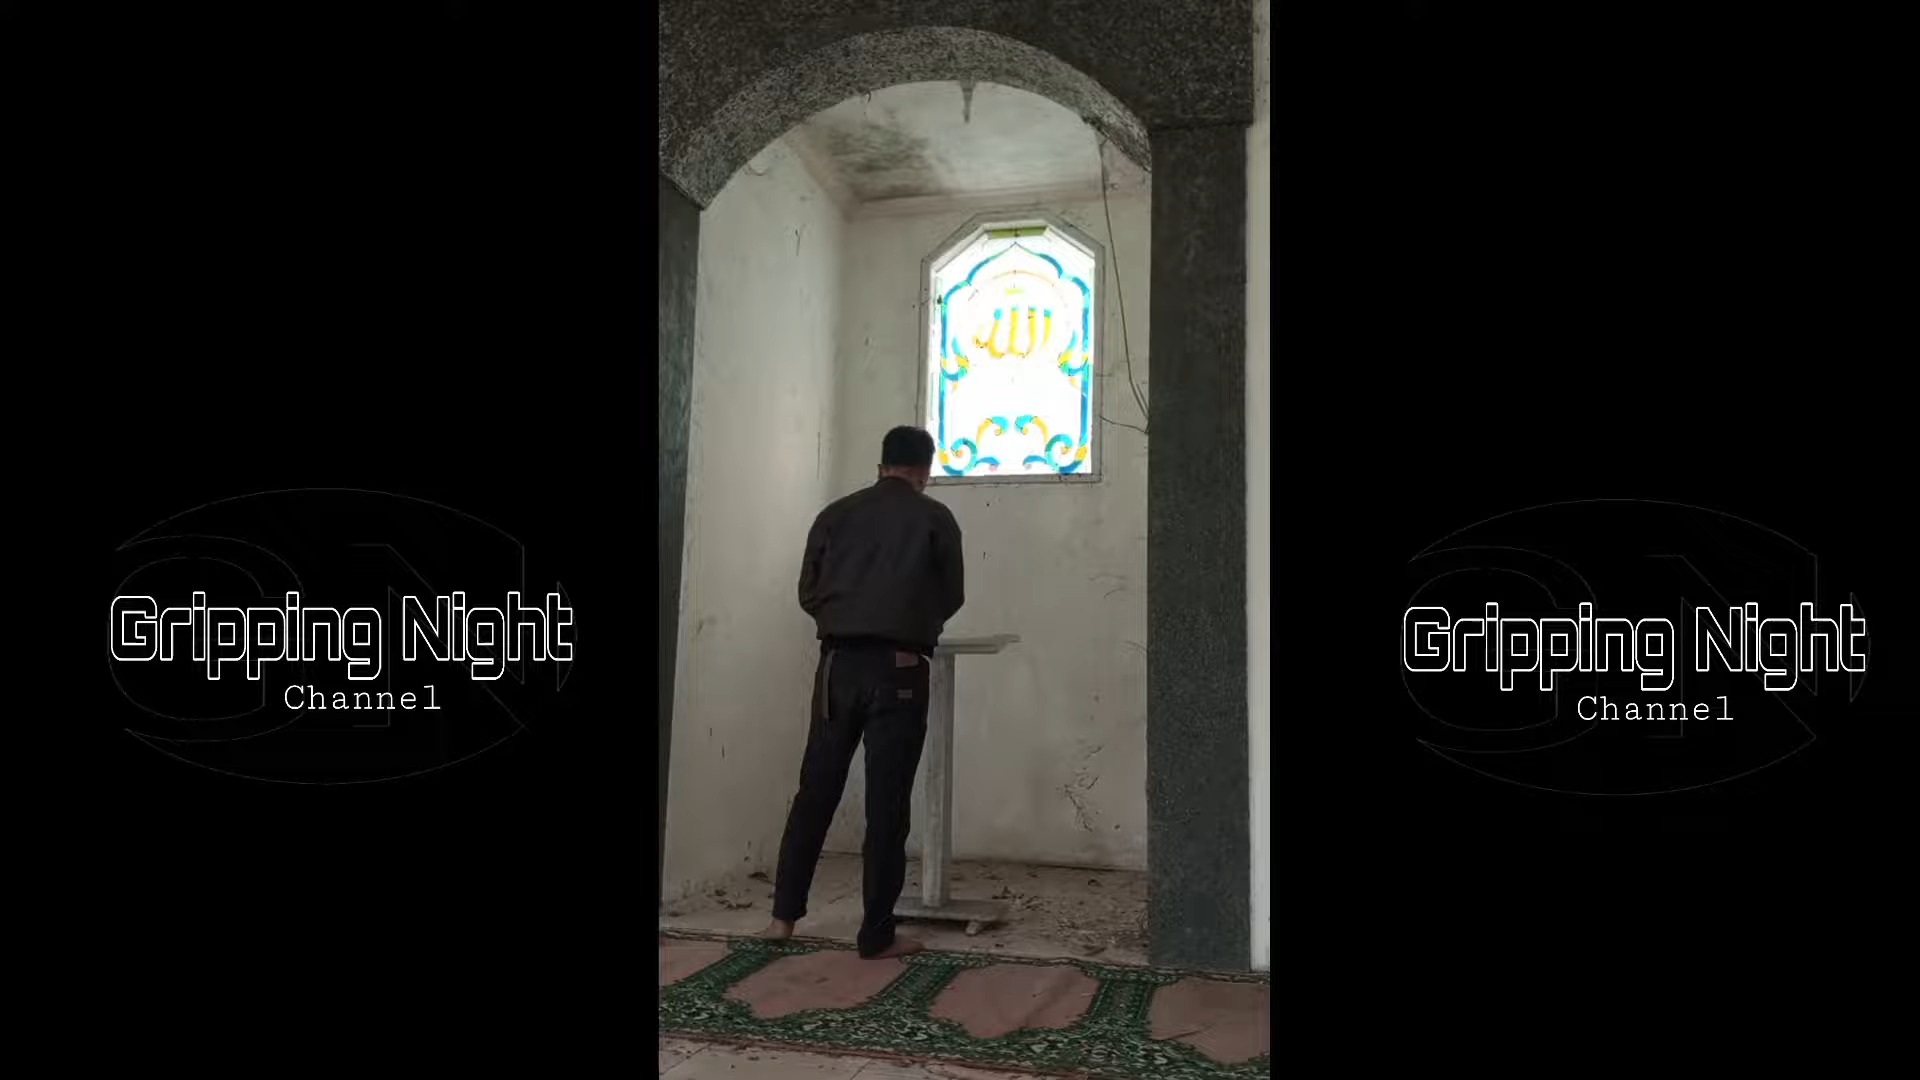 الله
Gripping Night
Channel
Gripping Night
Channel